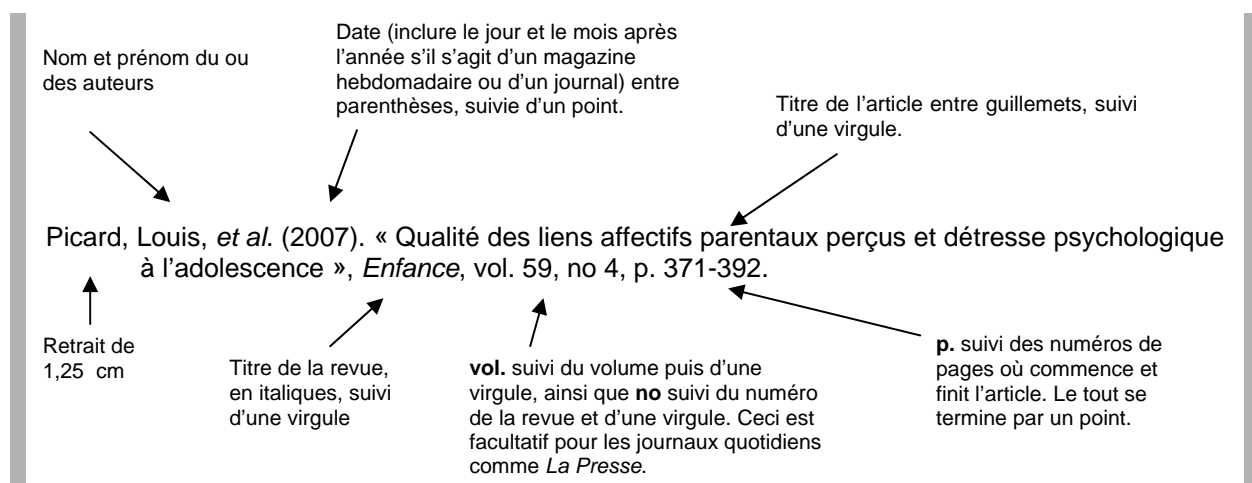 Nom et prénom du ou
des auteurs
Date (inclure le jour et le mois après
l’année s’il s’agit d’un magazine
hebdomadaire ou d’un journal) entre
parenthèses, suivie d’un point.
Titre de l’article entre guillemets, suivi
d’une virgule.
Picard, Louis, et al. (2007). « Qualité des liens affectifs parentaux perçus et détresse psychologique
à l’adolescence », Enfance, vol. 59, no 4, p. 371-392.
Retrait de
1,25 cm
Titre de la revue,
en italiques, suivi
d’une virgule
vol. suivi du volume puis d’une
virgule, ainsi que no suivi du numéro
de la revue et d’une virgule. Ceci est
facultatif pour les journaux quotidiens
comme La Presse.
p. suivi des numéros de
pages où commence et
finit l’article. Le tout se
termine par un point.